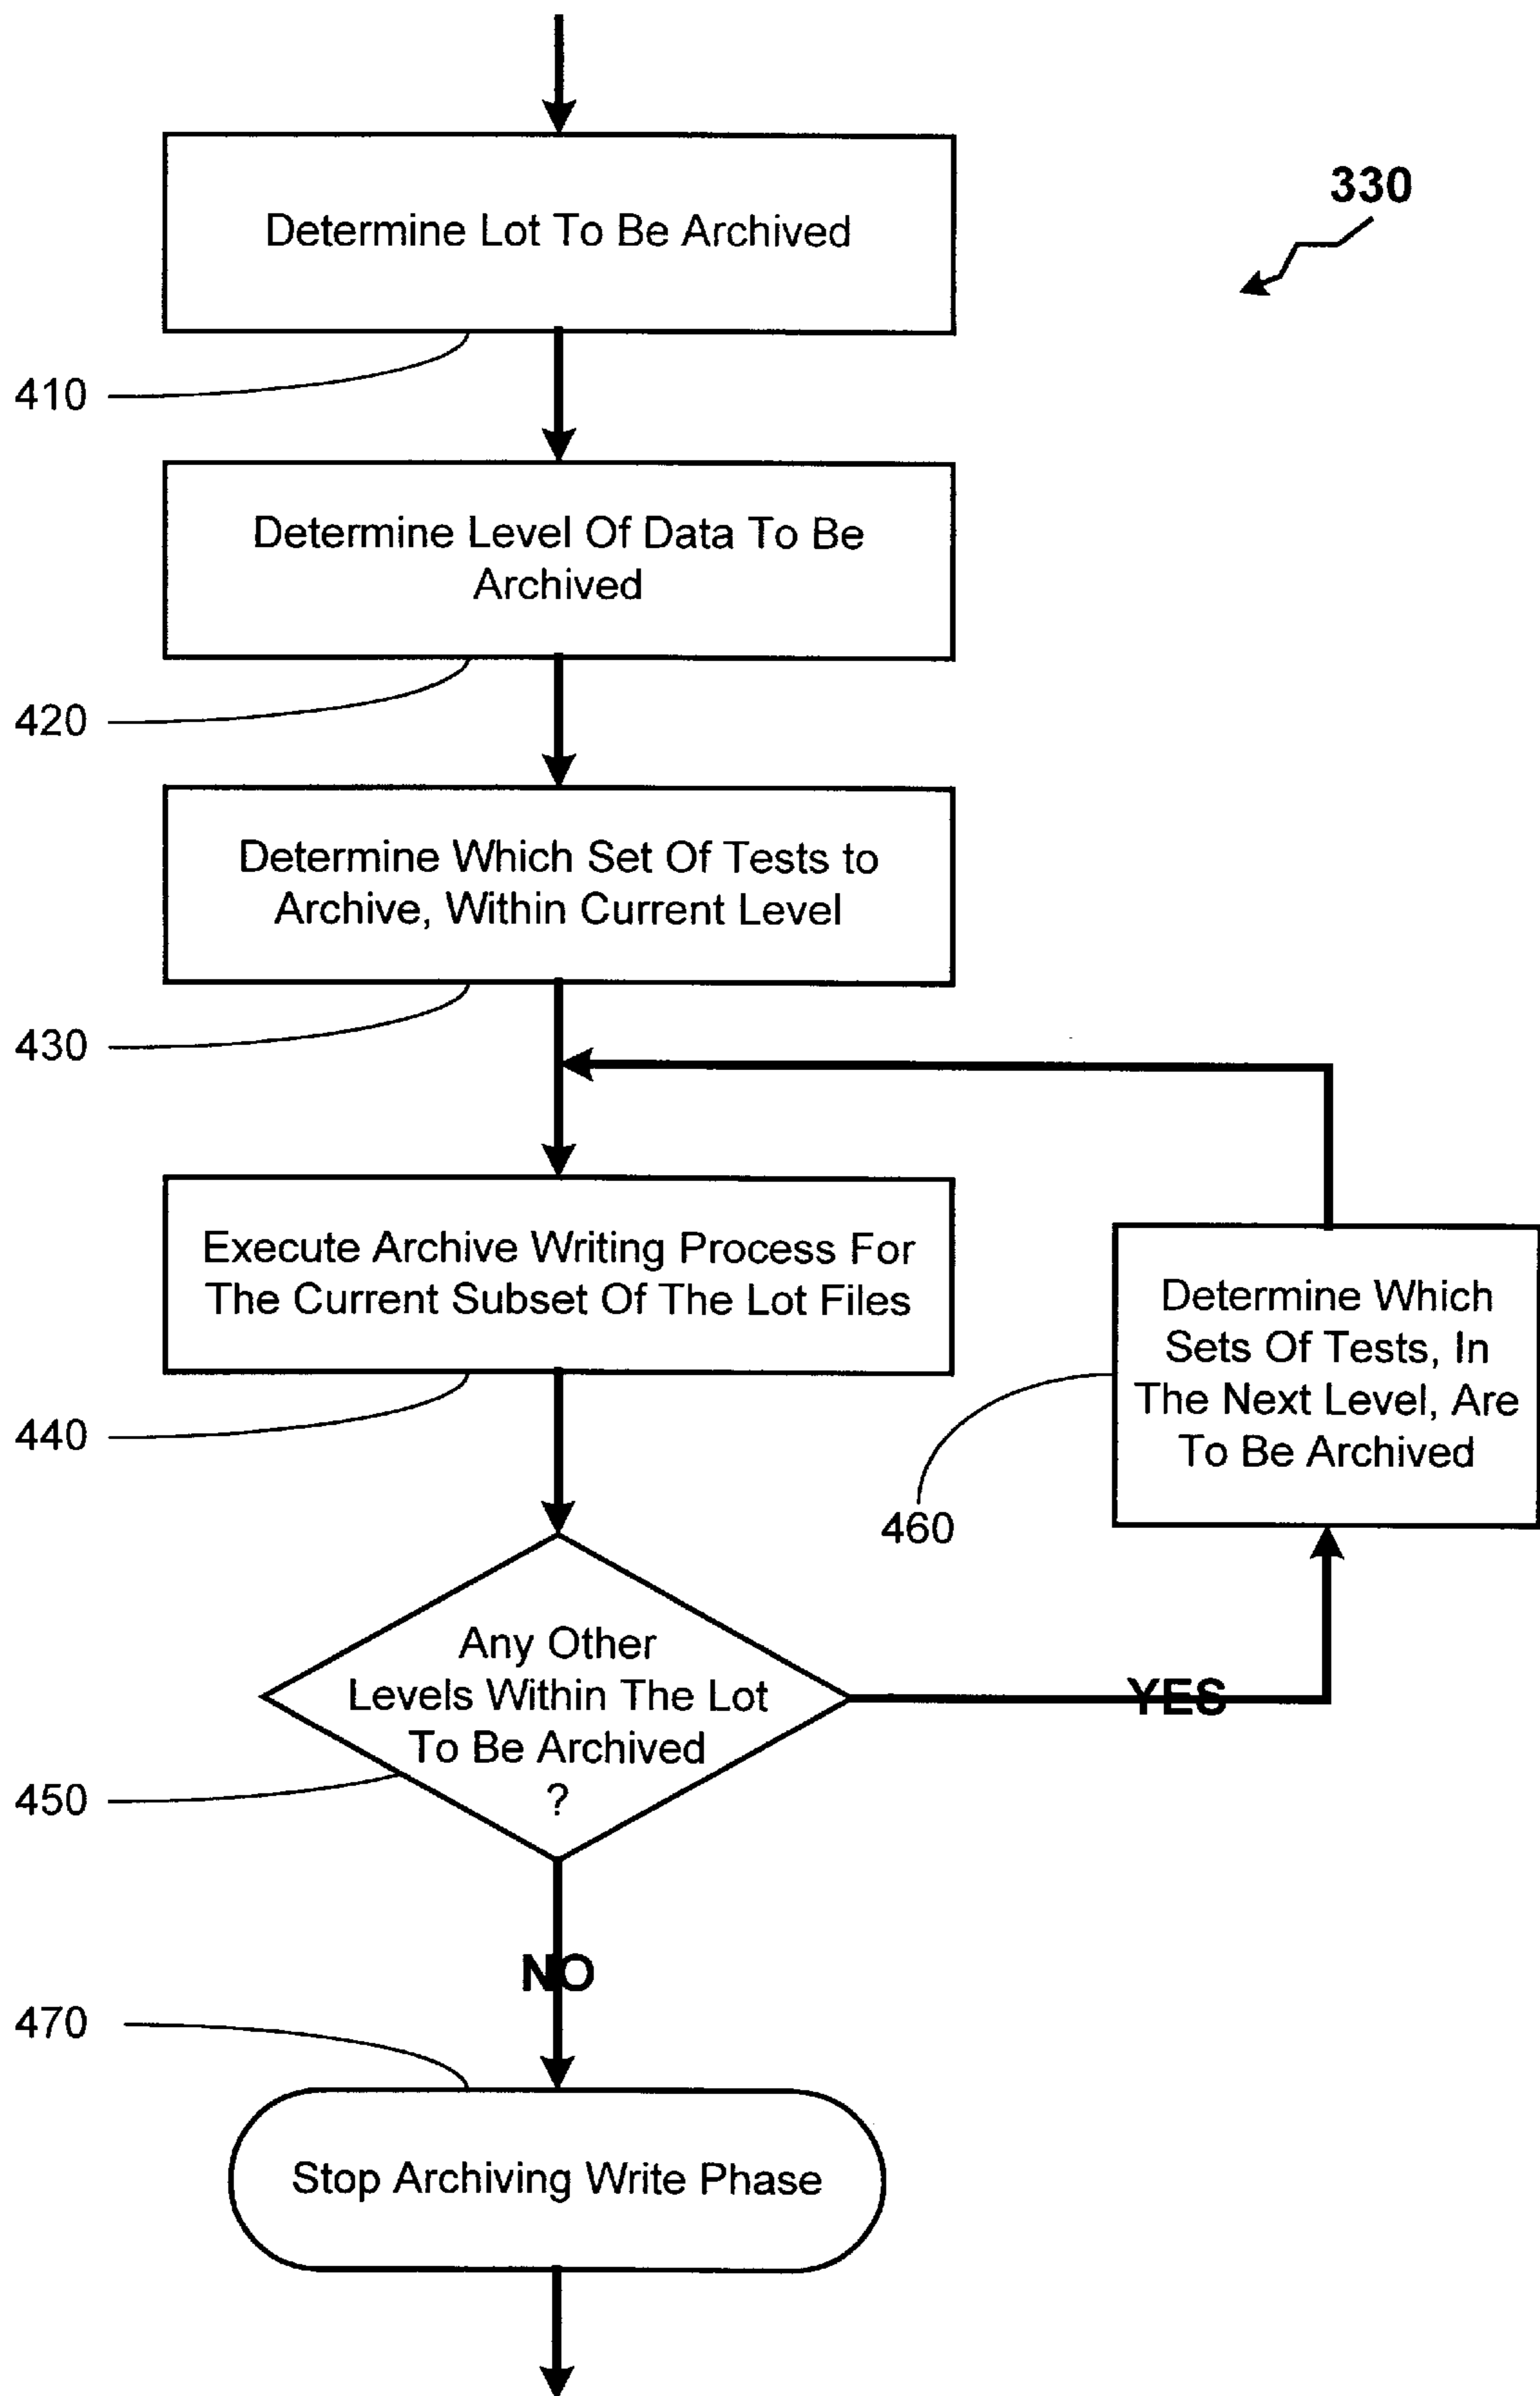 Determine Lot To Be Archived
330
410
Determine Level Of Data To Be
Archived
420
Determine Which Set Of Tests to
Archive, Within Current Level
430
Execute Archive Writing Process For
The Current Subset Of The Lot Files
440
Determine Which
Sets Of Tests, In
The Next Level, Are
To Be Archived
460
Any Other
Levels Within The Lot
To Be Archived
?
YES
450
NO
470
Stop Archiving Write Phase